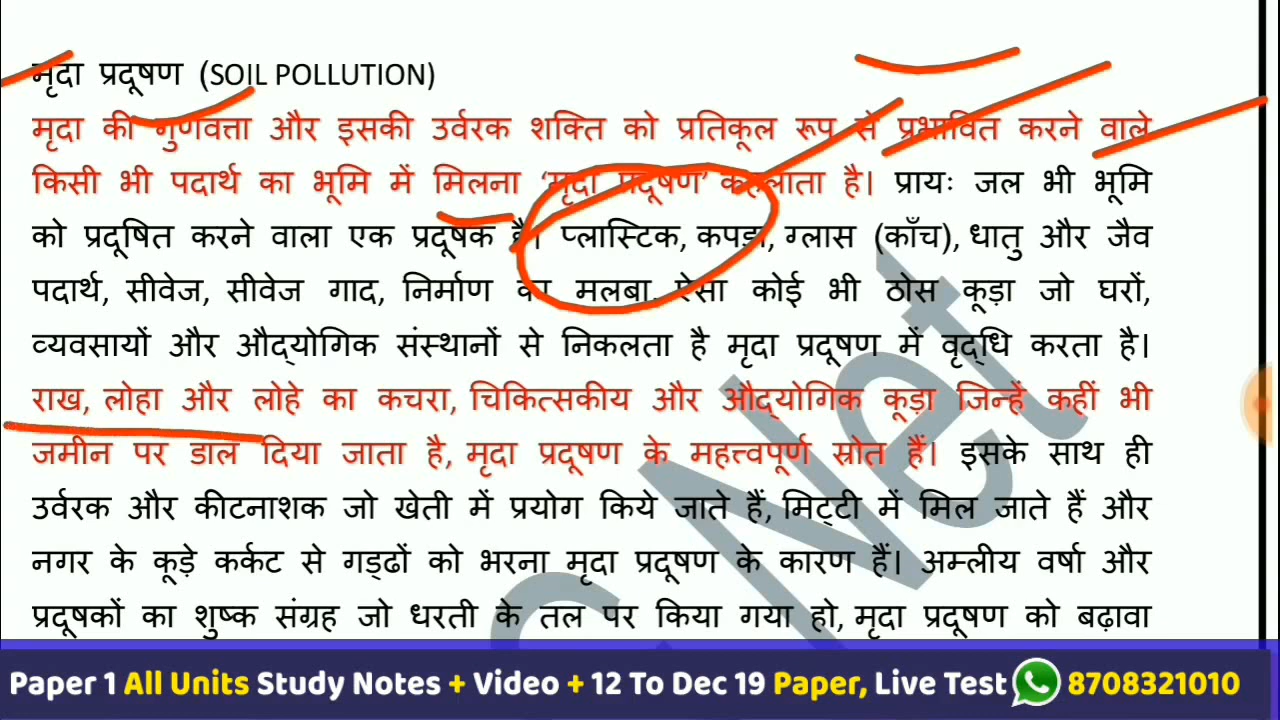 मृदा प्रदूषण (SOIL POLLUTION)
मृदा की गुणवत्ता और इसकी उर्वरक शक्ति को प्रतिकूल रूप से प्रभावित करने वाले
किसी भी पदार्थ का भूमि में मिलना ‘मृदा प्रदूषण’ कहलाता है। प्रायः जल भी भूमि
को प्रदूषित करने वाला एक प्रदूषक है। प्लास्टिक, कपड़ा, ग्लास (काँच), धातु और जैव
पदार्थ, सीवेज, सीवेज गाद, निर्माण का मलबा, ऐसा कोई भी ठोस कूड़ा जो घरों,
व्यवसायों और औद्योगिक संस्थानों से निकलता है मृदा प्रदूषण में वृद्धि करता है।
राख, लोहा और लोहे का कचरा, चिकित्सकीय और औद्योगिक कूड़ा जिन्हें कहीं भी
जमीन पर डाल दिया जाता है, मृदा प्रदूषण के महत्त्वपूर्ण स्रोत हैं। इसके साथ ही
उर्वरक और कीटनाशक जो खेती में प्रयोग किये जाते हैं, मिट्टी में मिल जाते हैं और
नगर के कूड़े कर्कट से गड्ढों को भरना मृदा प्रदूषण के कारण हैं। अम्लीय वर्षा और
प्रदूषकों का शुष्क संग्रह जो धरती के तल पर किया गया हो, मृदा प्रदूषण को बढ़ावा
Net
Paper 1 All Units Study Notes + Video + 12 To Dec 19 Paper, Live Test 8708321010